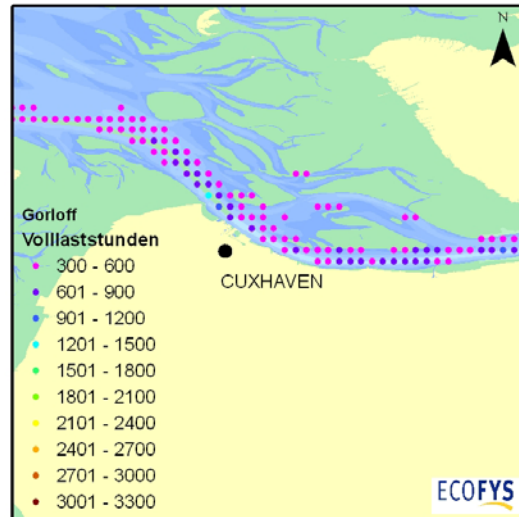 N
Gorloff
Volllaststunden
300 - 600
601 - 900
901 - 1200
1201 - 1500
1501 - 1800
1801 - 2100
2101 - 2400
2401 - 2700
2701 - 3000
3001 - 3300
CUXHAVEN
ECOFYS